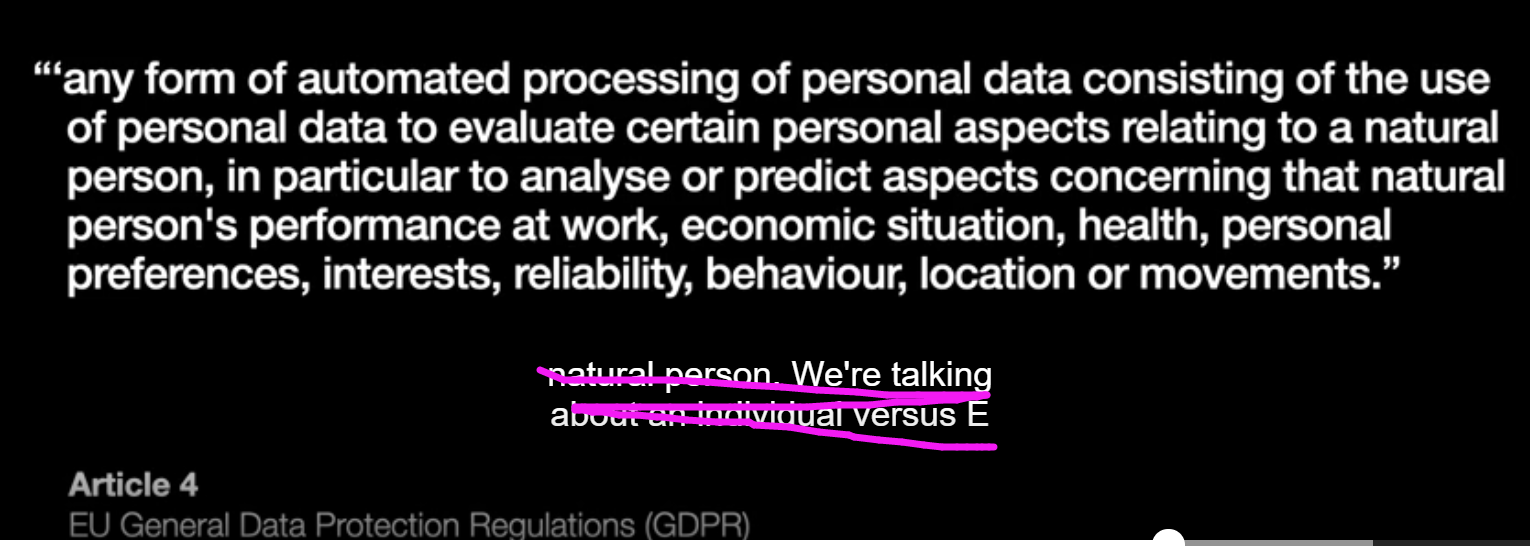 “‘any form of automated processing of personal data consisting of the use
of personal data to evaluate certain personal aspects relating to a natural
person, in particular to analyse or predict aspects concerning that natural
person's performance at work, economic situation, health, personal
preferences, interests, reliability, behaviour, location or movements.”
natural person. We're talking
about an individual versus E
Article 4
EU General Data Protection Regulations (GDPR)